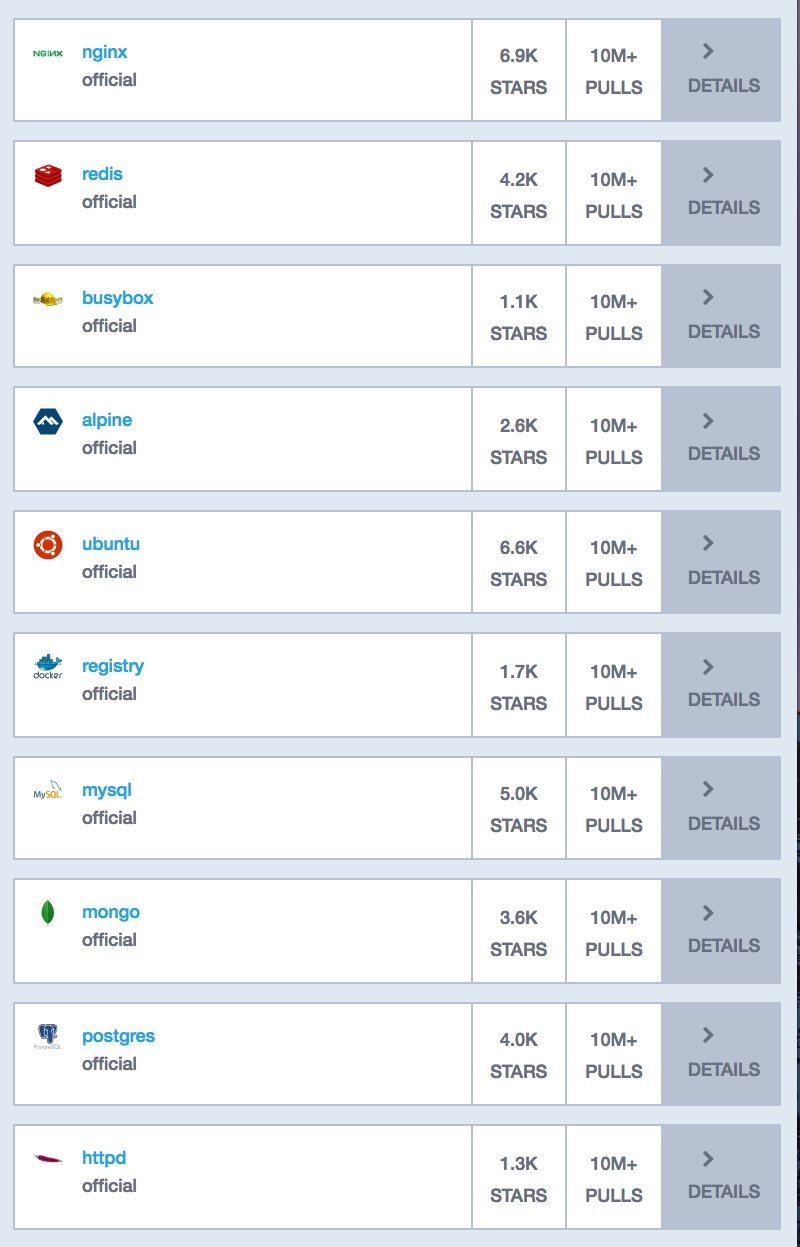 NGINX
nginx
official
6.9K
STARS
10M+
PULLS
DETAILS
redis
official
4.2K
STARS
10M+
PULLS
DETAILS
busybox
official
1.1K
STARS
10M+
PULLS
DETAILS
alpine
official
2.6K
STARS
10M+
PULLS
DETAILS
ubuntu
official
6.6K
STARS
10M+
PULLS
DETAILS
docker
registry
official
1.7K
STARS
10M+
PULLS
DETAILS
MySQL
mysql
official
5.0K
STARS
10M+
PULLS
DETAILS
mongo
official
3.6K
STARS
10M+
PULLS
DETAILS
PostgreSQL
postgres
official
4.0K
STARS
10M+
PULLS
DETAILS
httpd
official
1.3K
STARS
10M+
PULLS
DETAILS